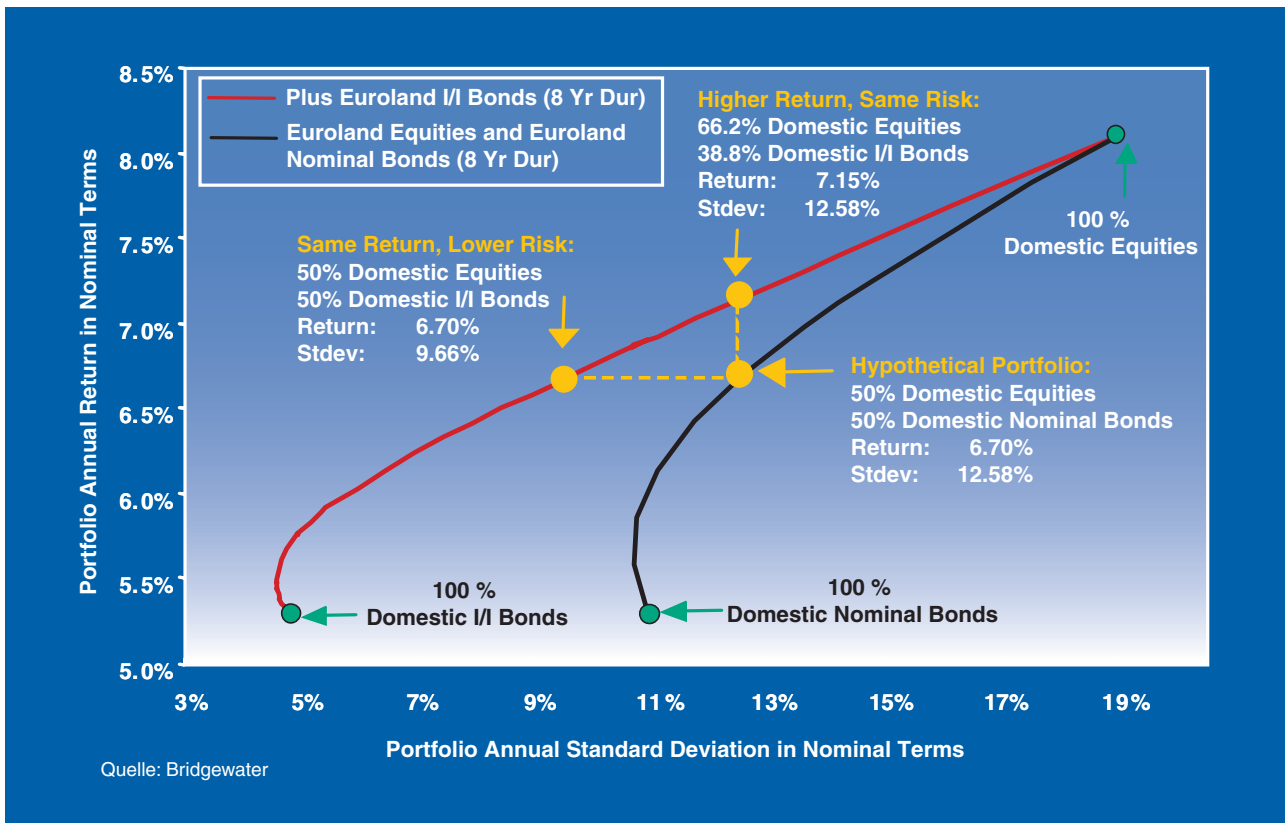 8.5%
8.0%
7.5%
7.0%
6.5%
6.0%
5.5%
5.0%
Portfolio Annual Return in Nominal Terms
Plus Euroland I/I Bonds (8 Yr Dur)
Euroland Equities and Euroland
Nominal Bonds (8 Yr Dur)
Higher Return, Same Risk:
66.2% Domestic Equities
38.8% Domestic I/I Bonds
Return: 7.15%
Stdev: 12.58%
100 %
Domestic Equities
Same Return, Lower Risk:
50% Domestic Equities
50% Domestic I/I Bonds
Return: 6.70%
Stdev: 9.66%
Hypothetical Portfolio:
50% Domestic Equities
50% Domestic Nominal Bonds
Return: 6.70%
Stdev: 12.58%
100 %
Domestic I/I Bonds
100 %
Domestic Nominal Bonds
3% 5% 7% 9% 11% 13% 15% 17% 19%
Portfolio Annual Standard Deviation in Nominal Terms
Quelle: Bridgewater